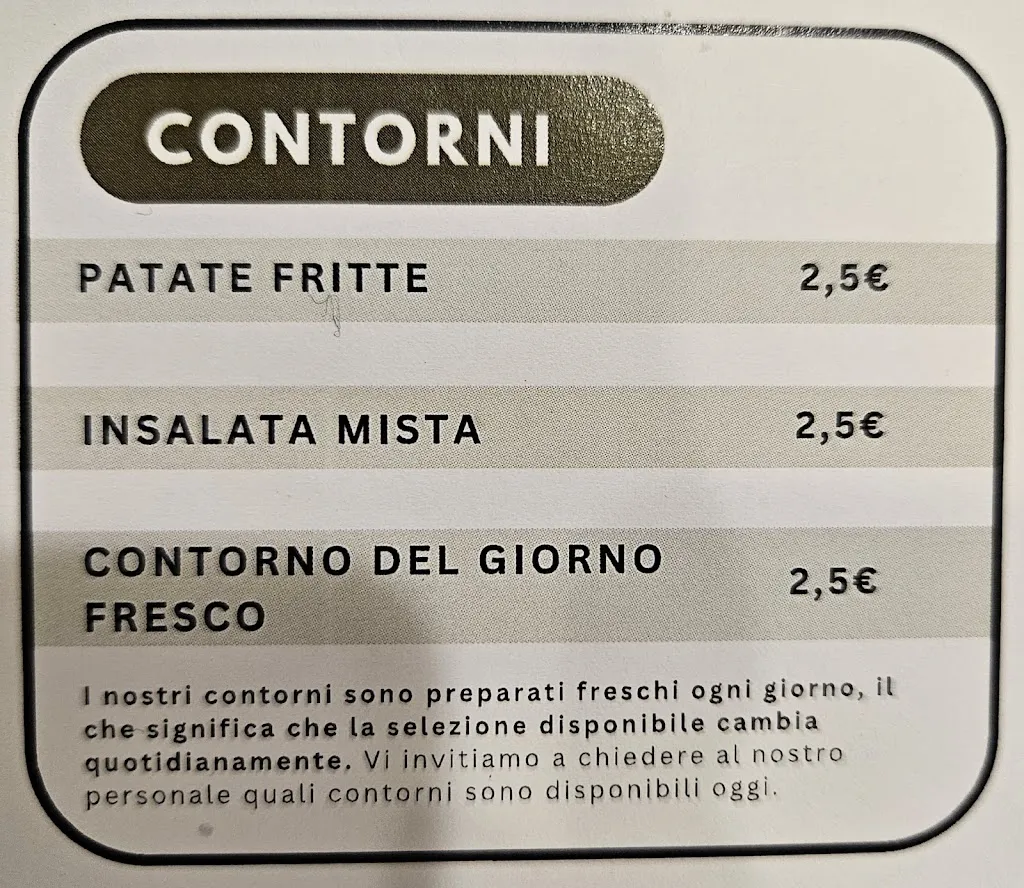 CONTORNI
PATATE FRITTE 2,5€
INSALATA MISTA 2,5€
CONTORNO DEL GIORNO
FRESCO 2,5€
I nostri contorni sono preparati freschi ogni giorno, il
che significa che la selezione disponibile cambia
quotidianamente. Vi invitiamo a chiedere al nostro
personale quali contorni sono disponibili oggi.